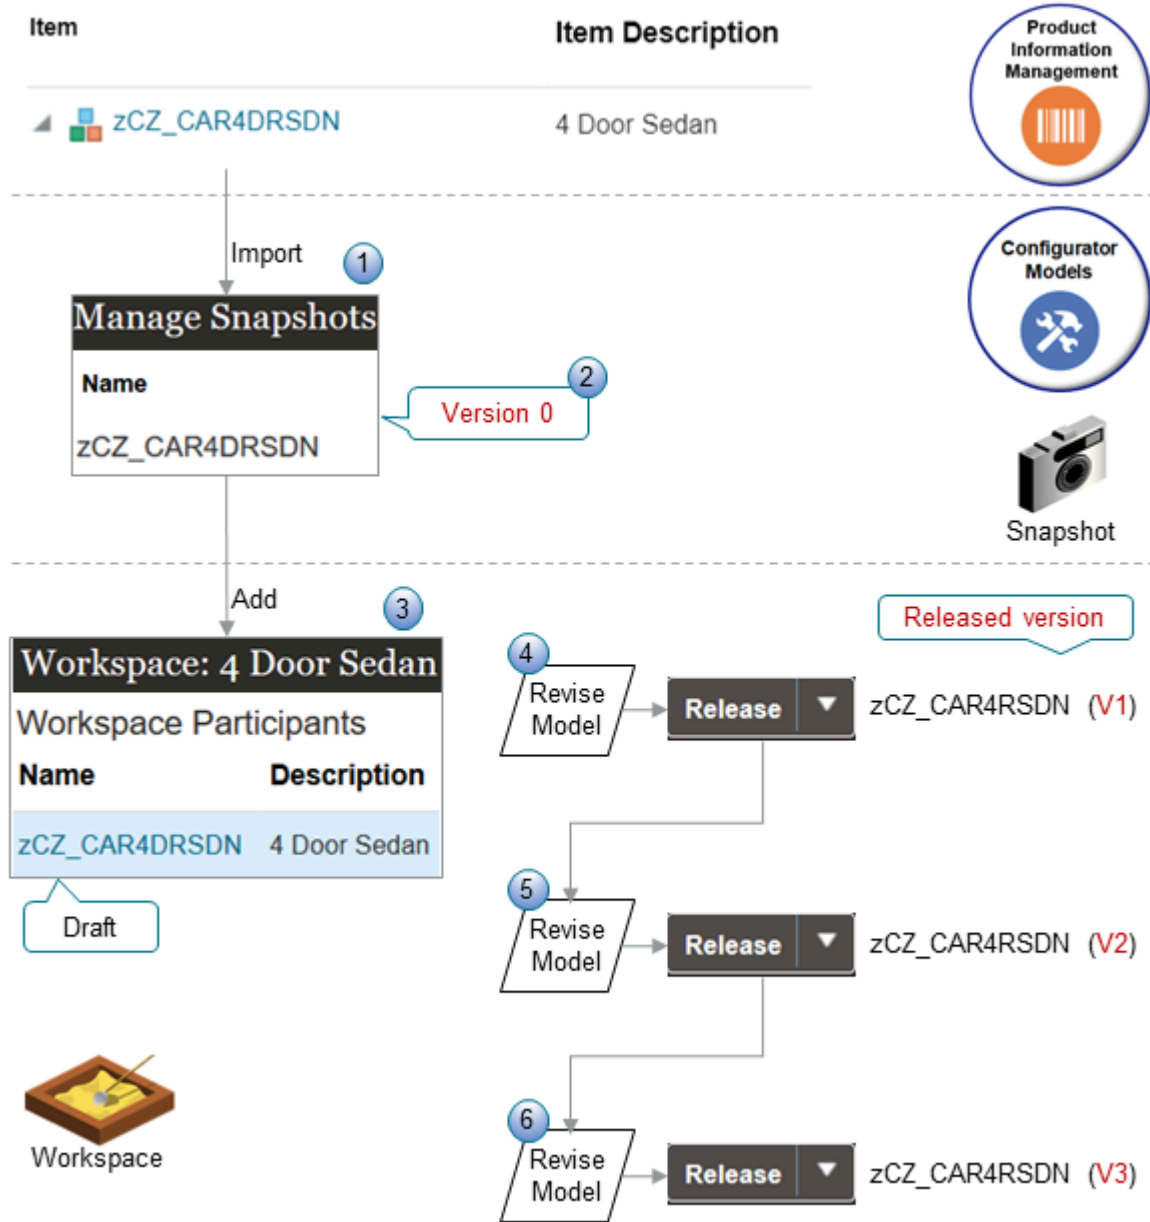 Item
Item Description
Product
Information
Management
zCZ_CAR4DRSDN
4 Door Sedan
Import
1
Configurator
Models
Manage Snapshots
Name
zCZ_CAR4DRSDN
2
Version 0
Snapshot
Add
3
Released version
Workspace: 4 Door Sedan
Workspace Participants
Name Description
zCZ_CAR4DRSDN 4 Door Sedan
Draft
4
Revise
Model
Release
zCZ_CAR4RSDN (V1)
5
Revise
Model
Release
zCZ_CAR4RSDN (V2)
Workspace
6
Revise
Model
Release
zCZ_CAR4RSDN (V3)